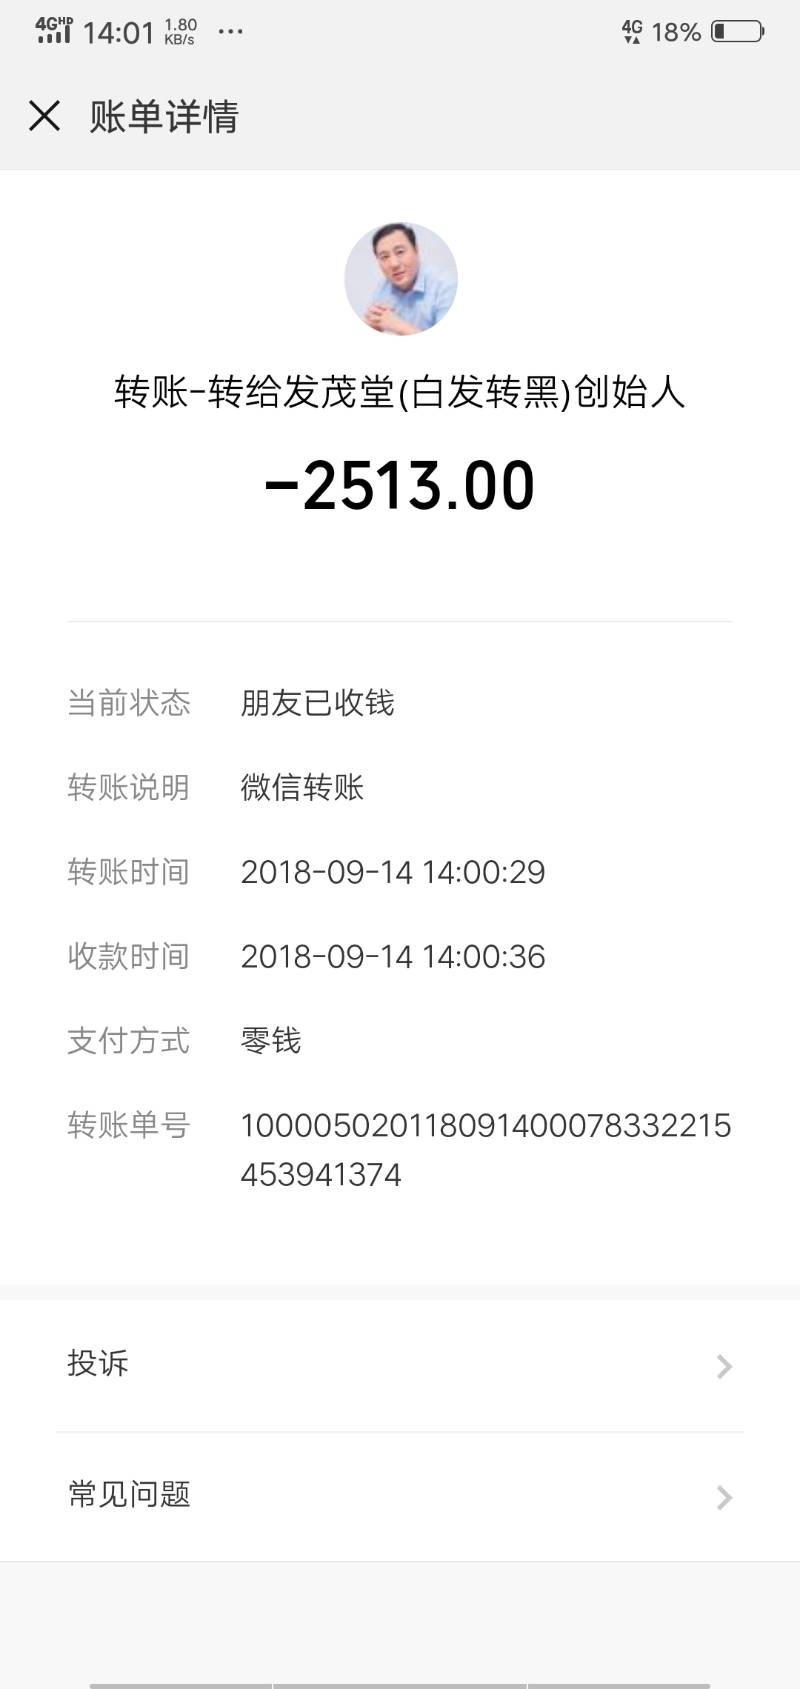 4GHD 14:01 1.80 KB/s ··· 4G 18%
账单详情
转账-转给发茂堂(白发转黑)创始人
-2513.00
当前状态 朋友已收钱
转账说明 微信转账
转账时间 2018-09-14 14:00:29
收款时间 2018-09-14 14:00:36
支付方式 零钱
转账单号 100005020118091400078332215
453941374
投诉
常见问题